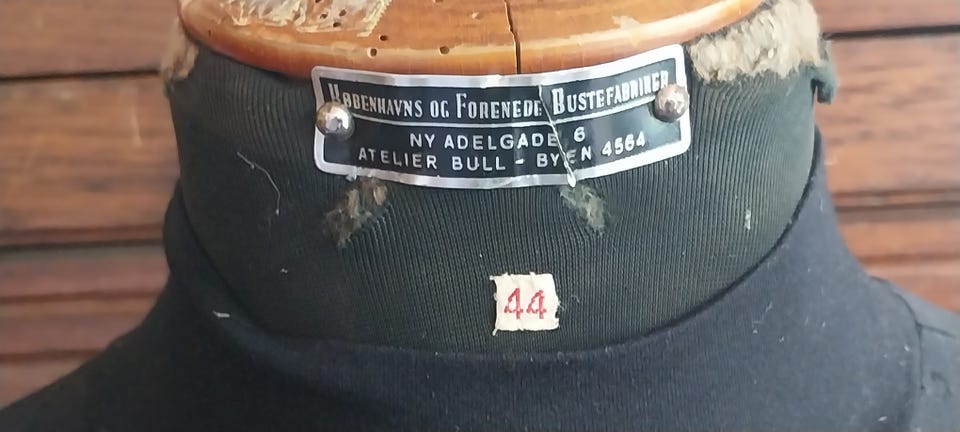 KØBENHAVNS OG FORENEDE BUSTEFABRIKER
NY ADELGADE 6
ATELIER BULL - BYEN 4564
44